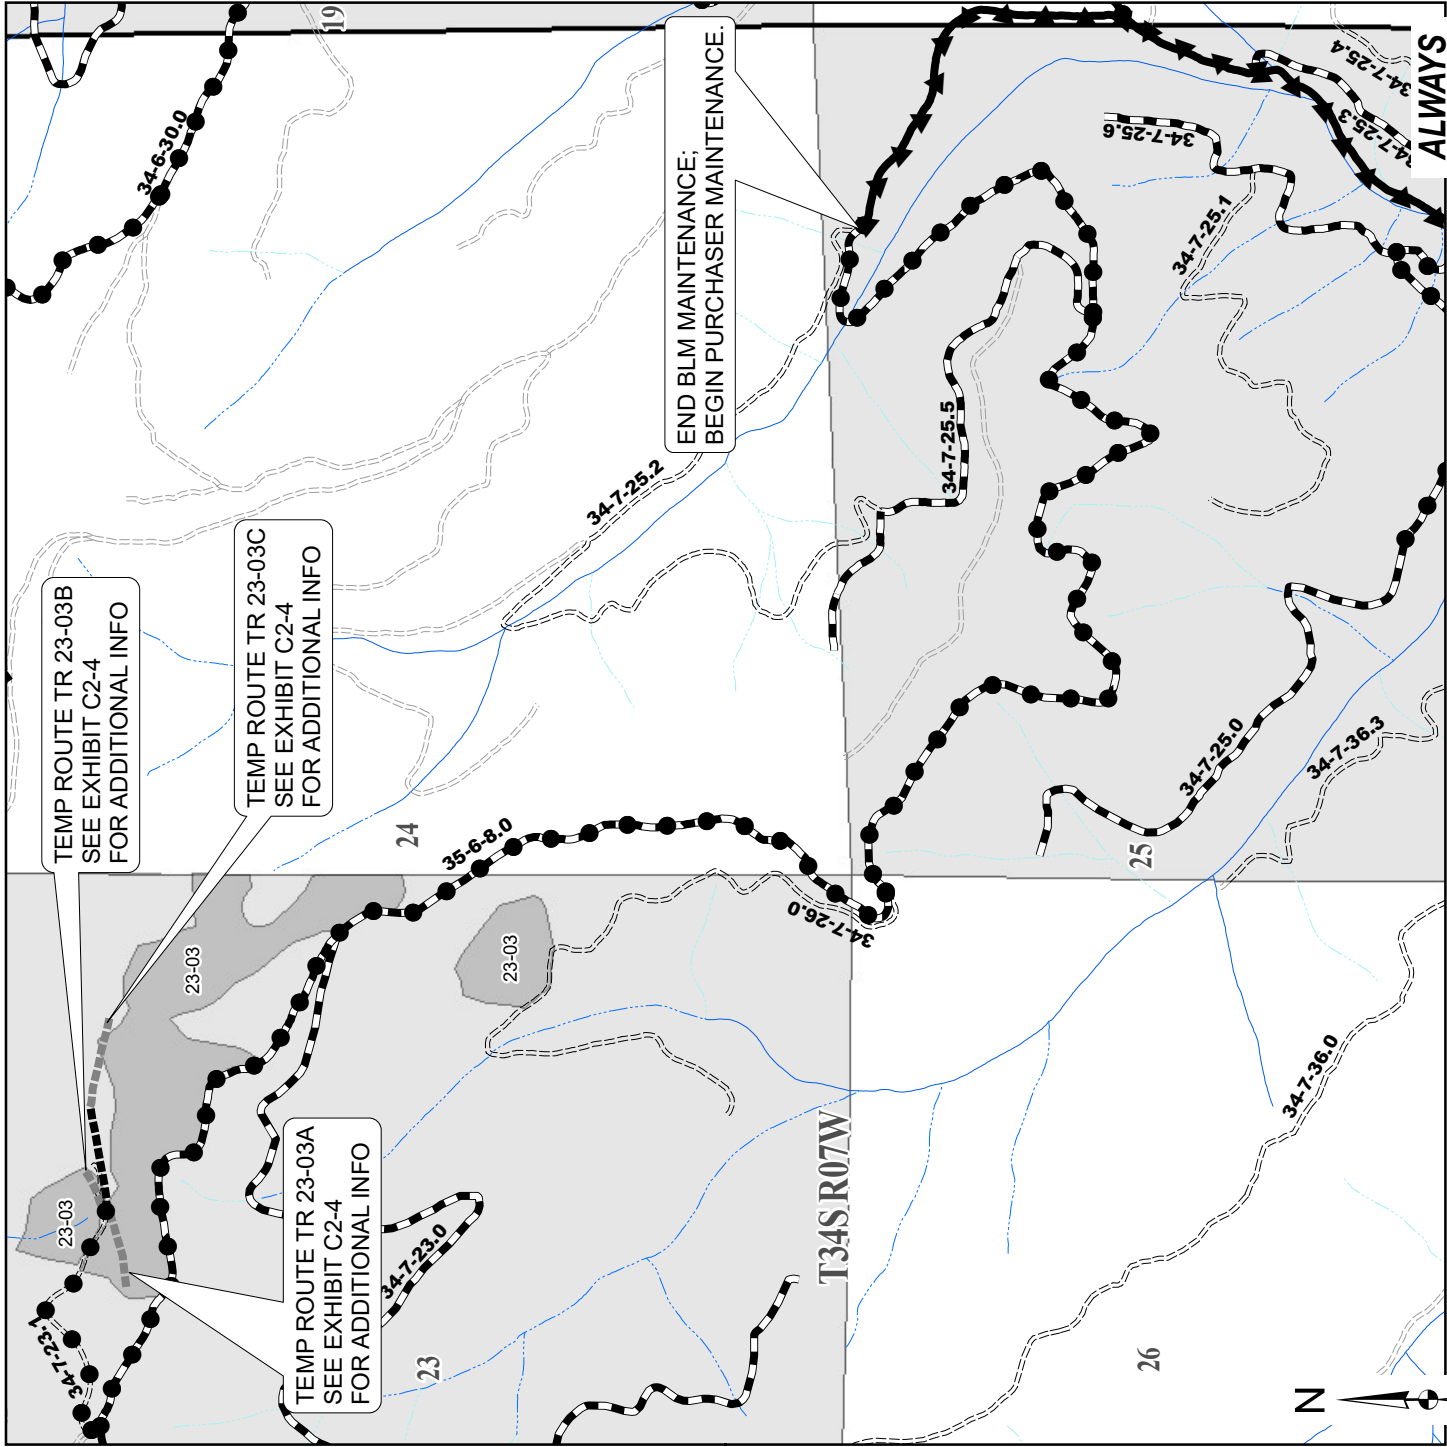 TEMP ROUTE TR 23-03B
SEE EXHIBIT C2-4
FOR ADDITIONAL INFO
TEMP ROUTE TR 23-03C
SEE EXHIBIT C2-4
FOR ADDITIONAL INFO
TEMP ROUTE TR 23-03A
SEE EXHIBIT C2-4
FOR ADDITIONAL INFO
END BLM MAINTENANCE;
BEGIN PURCHASER MAINTENANCE.
34-7-23.1
23-03
23-03
23-03
34-7-23.0
23
24
19
35-6-8.0
34-6-30.0
34-7-25.2
34-7-26.0
T34S R07W
26
25
34-7-36.0
34-7-36.3
34-7-25.0
34-7-25.5
34-7-25.1
34-7-25.6
34-7-25.3
34-7-25.4
N
ALWAYS